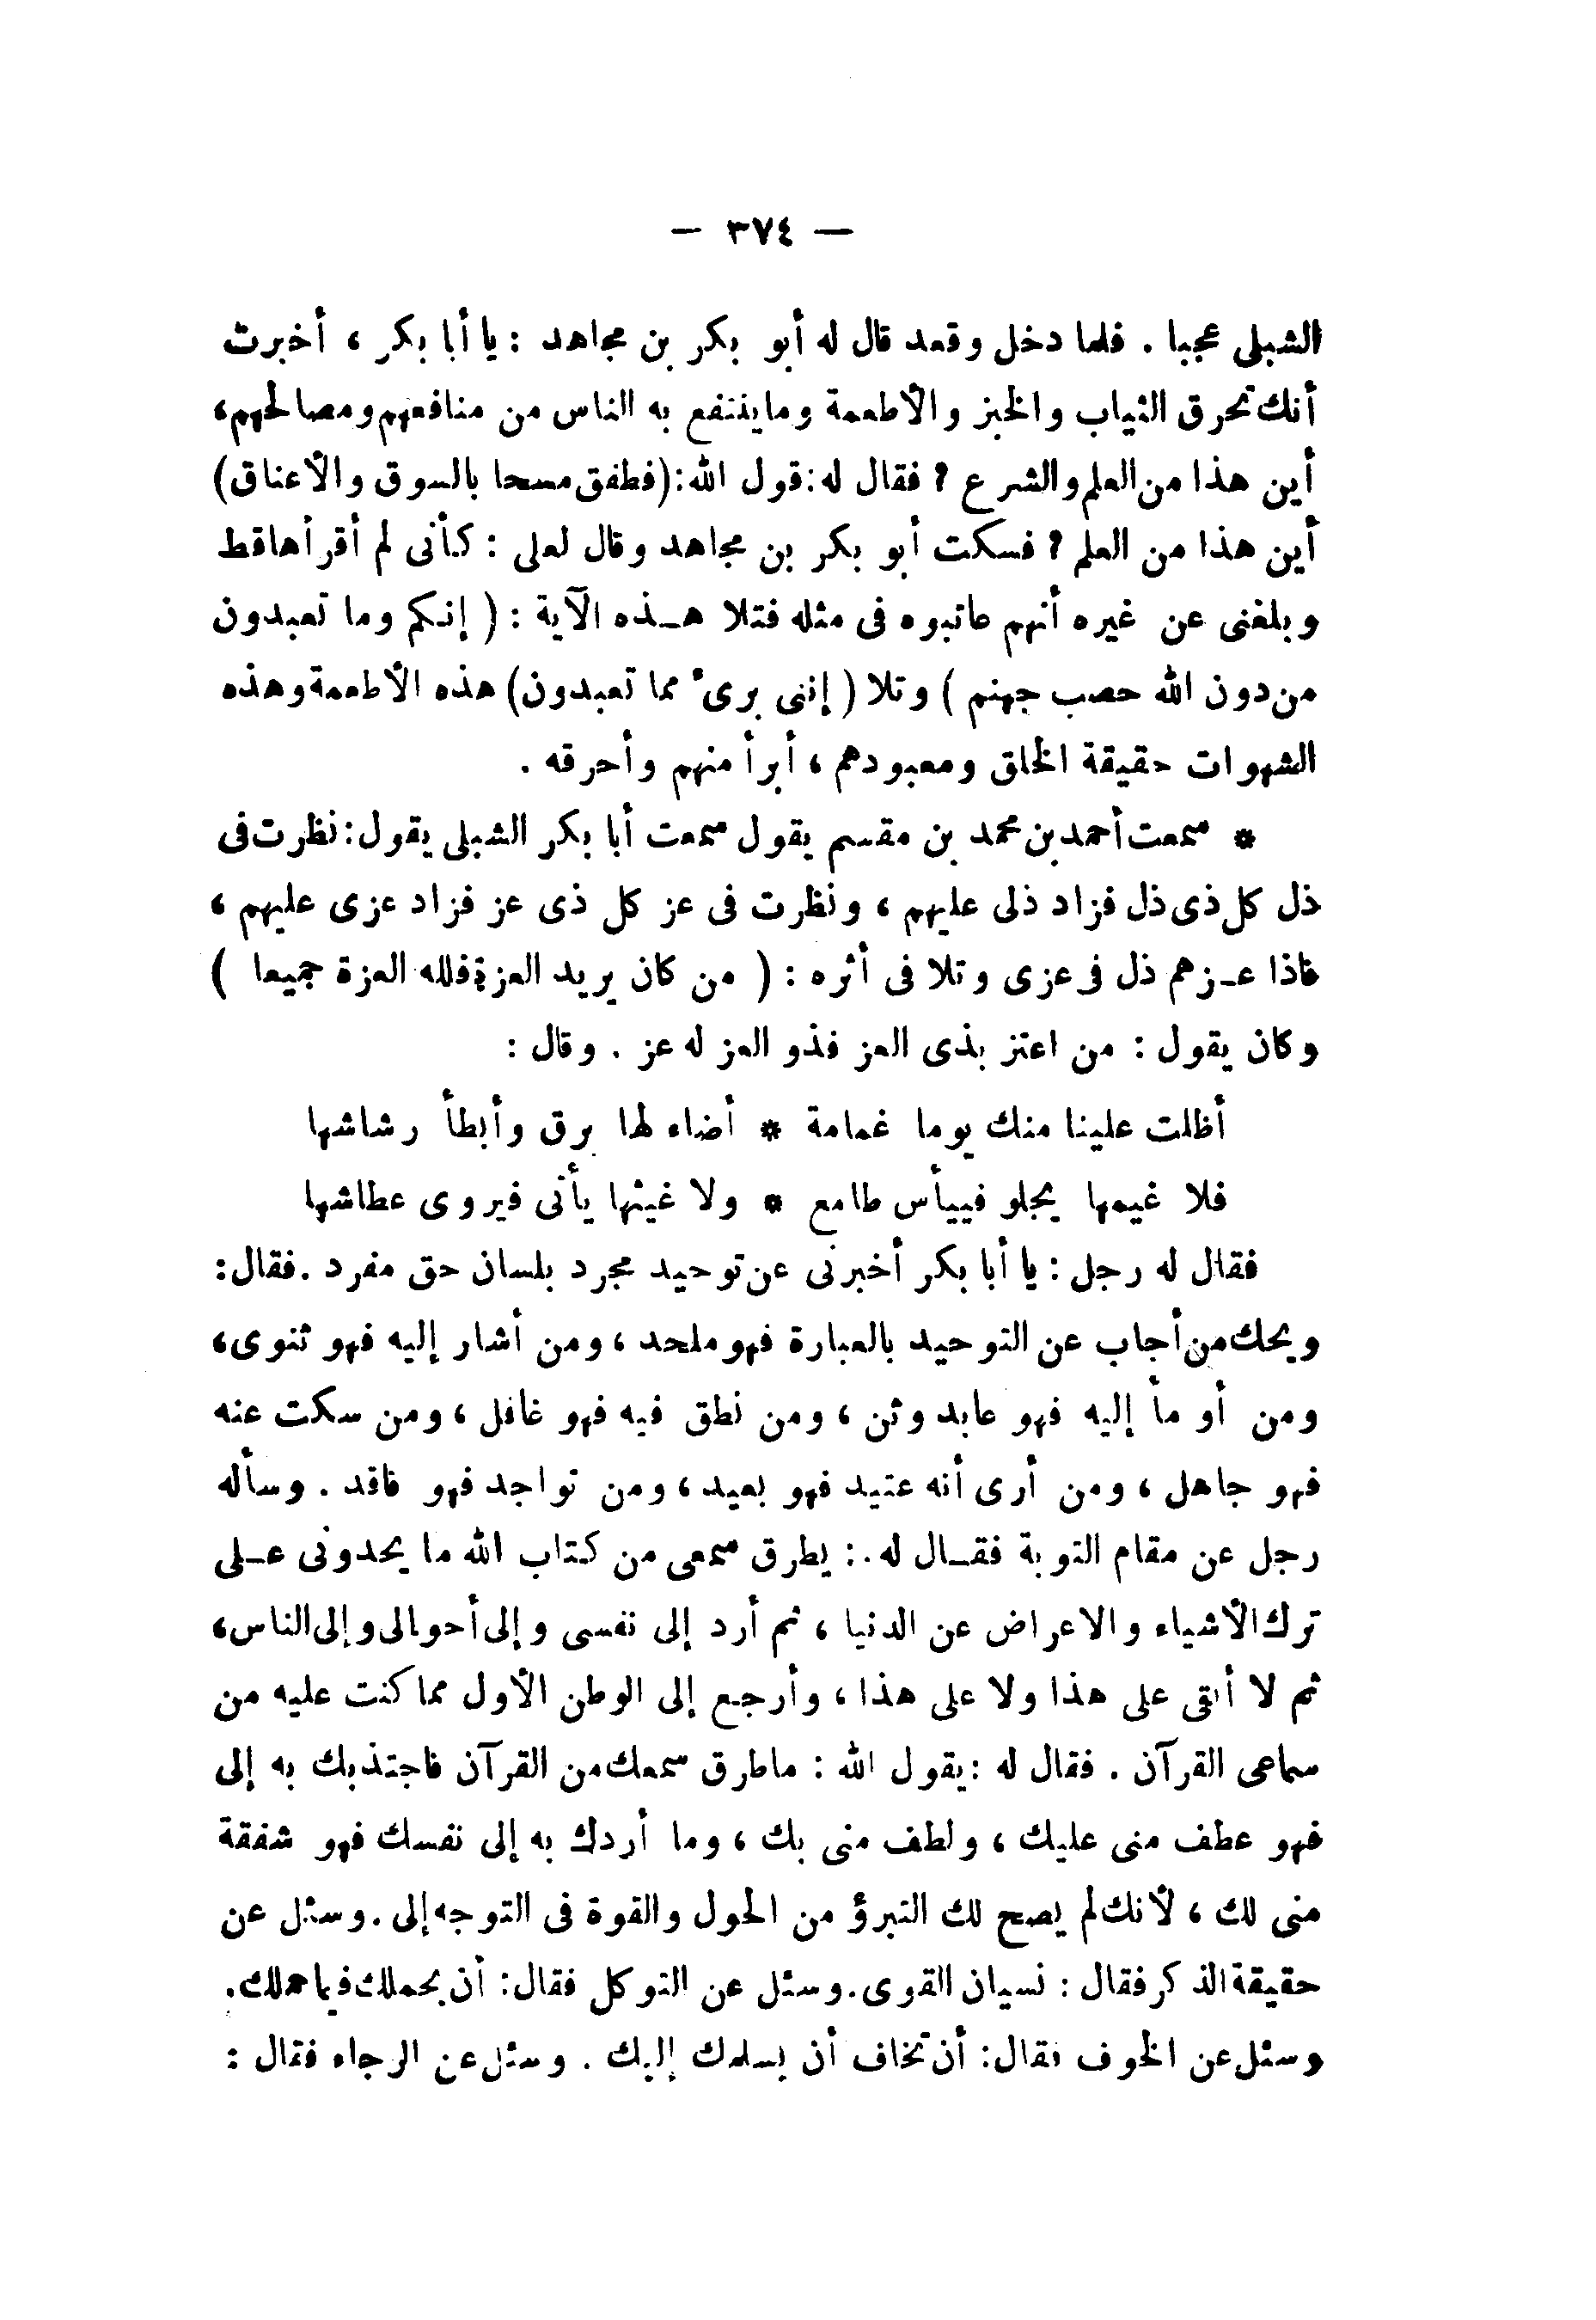 — ٣٧٤ —
الشبلى عجبا . فلما دخل وقعد قال له أبو بكر بن مجاهد : يا أبا بكر ، أخبرت
أنك تحرق الثياب والخبز والأطعمة وما ينتفع به الناس من منافعهم ومصالحهم،
أين هذا من العلم والشرع ؟ فقال له : قول الله : (فطفق مسحا بالسوق والأعناق)
أين هذا من العلم ؟ فسكت أبو بكر بن مجاهد وقال لعلى : كأنى لم أقرأها قط
وبلغنى عن غيره أنهم عاتبوه فى مثله فتلا هـذه الآية : ( إنكم وما تعبدون
من دون الله حصب جهنم ) وتلا ( إننى برىء مما تعبدون) هذه الأطعمة وهذه
الشهوات حقيقة الخلق ومعبودهم ، أبرأ منهم وأحرقه .
* سمعت أحمد بن محمد بن مقسم يقول سمعت أبا بكر الشبلى يقول : نظرت فى
ذل كل ذى ذل فزاد ذلى عليهم ، ونظرت فى عز كل ذى عز فزاد عزى عليهم ،
فاذا عـزهم ذل فى عزى وتلا فى أثره : ( من كان يريد العزة فلله العزة جميعا )
وكان يقول : من اعتز بذى العز فذو العز له عز . وقال :
أظلت علينا منك يوما غمامة * أضاء لها برق وأبطأ رشاشها
فلا غيمها يجلو فييأس طامع * ولا غيثها يأتى فيروى عطاشها
فقال له رجل : يا أبا بكر أخبرنى عن توحيد مجرد بلسان حق مفرد . فقال :
ويحك من أجاب عن التوحيد بالعبارة فهو ملحد ، ومن أشار إليه فهو ثنوى،
ومن أومأ إليه فهو عابد وثن ، ومن نطق فيه فهو غافل ، ومن سكت عنه
فهو جاهل ، ومن أرى أنه عتيد فهو بعيد ، ومن تواجد فهو فاقد . وسأله
رجل عن مقام التوبة فقـال له . : يطرق سمعى من كتاب الله ما يحدونى عـلى
ترك الأشياء والاعراض عن الدنيا ، ثم أرد إلى نفسى وإلى أحوالى وإلى الناس،
ثم لا أبقى على هذا ولا على هذا ، وأرجع إلى الوطن الأول مما كنت عليه من
سماعى القرآن . فقال له : يقول الله : ماطرق سمعك من القرآن فاجتذبك به إلى
فهو عطف منى عليك ، ولطف منى بك ، وما أردك به إلى نفسك فهو شفقة
منى لك ، لأنك لم يصح لك التبرؤ من الحول والقوة فى التوجه إلى . وسئل عن
حقيقة الذكر فقال : نسيان القوى . وسئل عن التوكل فقال : أن يحملك فيما حملك.
وسئل عن الخوف فقال : أن تخاف أن يسلمك إليك . وسئل عن الرجاء فقال :